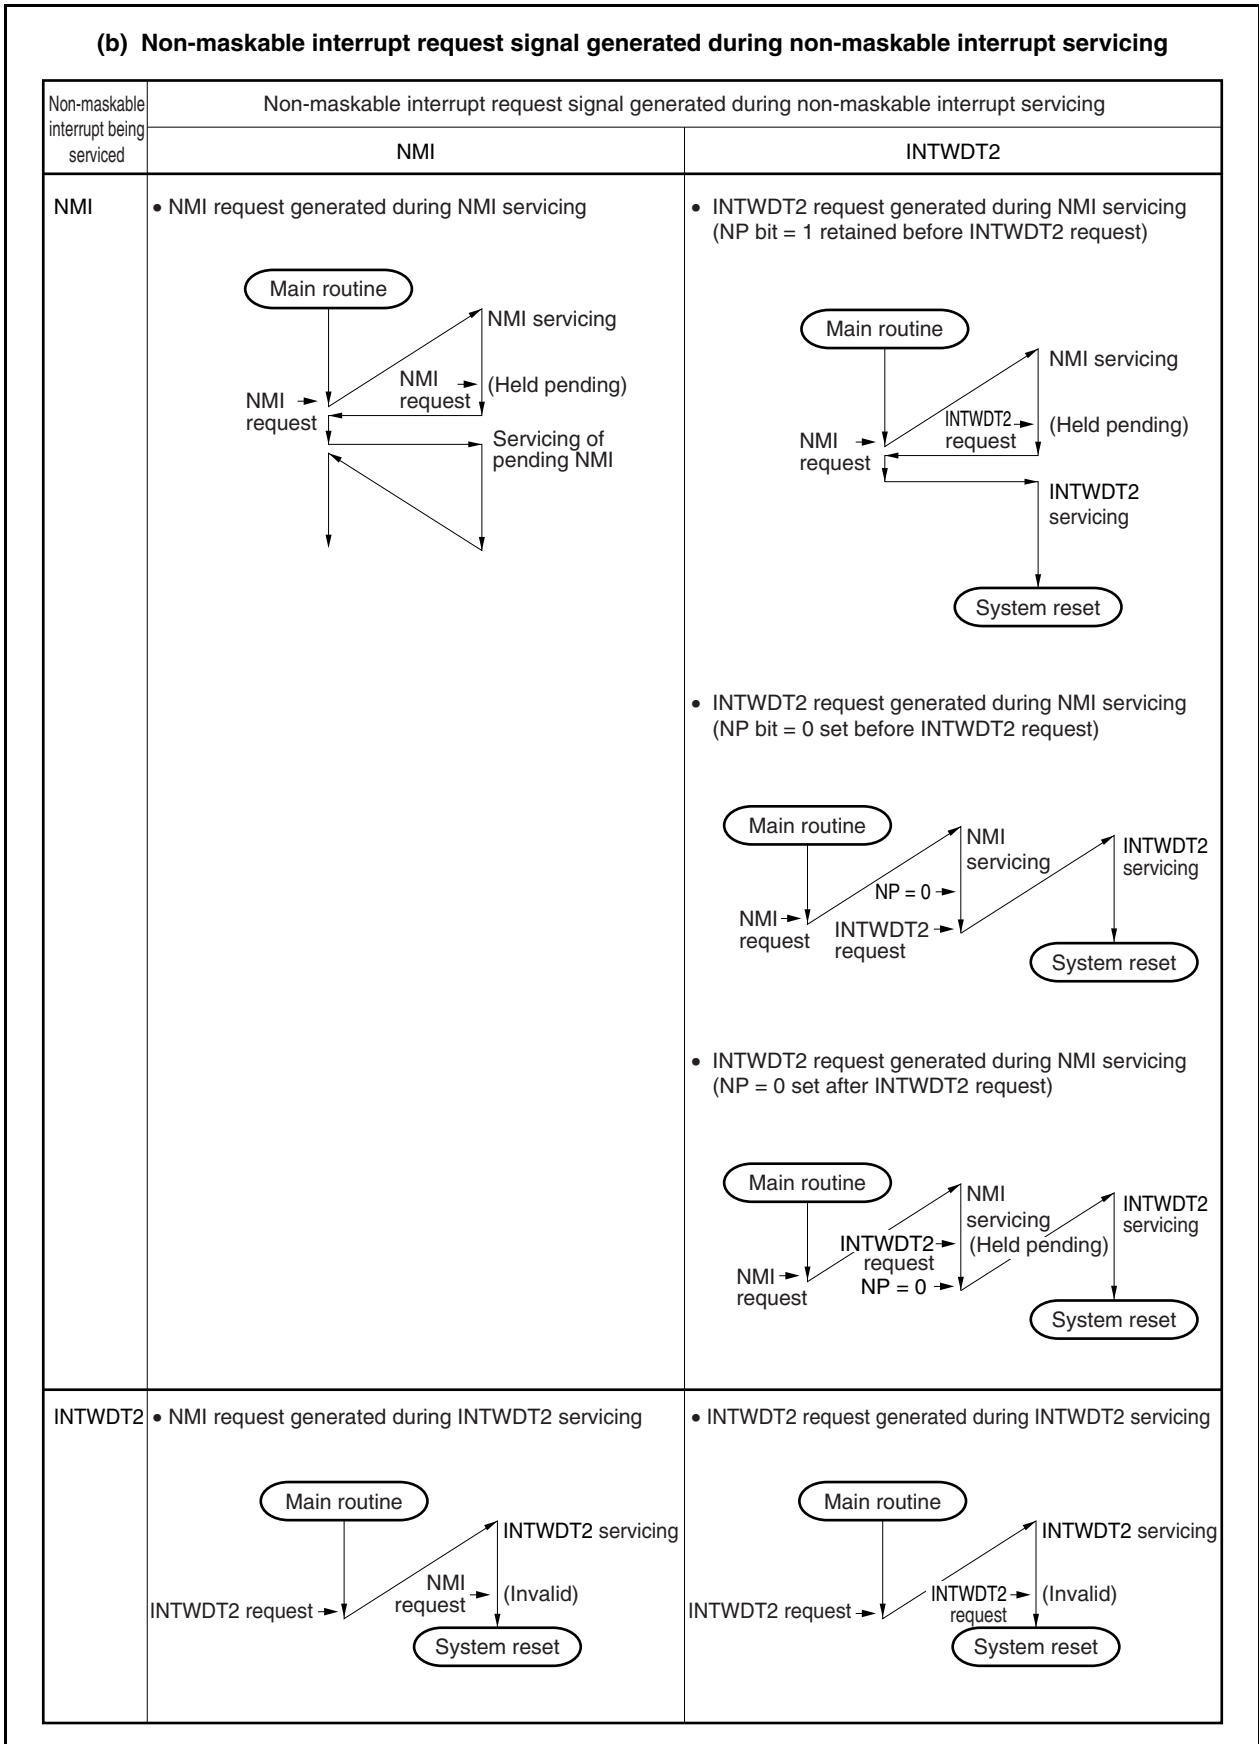 (b) Non-maskable interrupt request signal generated during non-maskable interrupt servicing
Non-maskable
interrupt being
serviced
Non-maskable interrupt request signal generated during non-maskable interrupt servicing
NMI
INTWDT2
NMI
• NMI request generated during NMI servicing
Main routine
NMI servicing
NMI
request
(Held pending)
NMI
request
Servicing of
pending NMI
• INTWDT2 request generated during NMI servicing
(NP bit = 1 retained before INTWDT2 request)
Main routine
NMI servicing
INTWDT2
request
(Held pending)
NMI
request
INTWDT2
servicing
System reset
• INTWDT2 request generated during NMI servicing
(NP bit = 0 set before INTWDT2 request)
Main routine
NMI
servicing
INTWDT2
servicing
NP = 0
NMI
request
INTWDT2
request
System reset
• INTWDT2 request generated during NMI servicing
(NP = 0 set after INTWDT2 request)
Main routine
NMI
servicing
(Held pending)
INTWDT2
servicing
INTWDT2
request
NMI
request
NP = 0
System reset
INTWDT2
• NMI request generated during INTWDT2 servicing
Main routine
INTWDT2 servicing
NMI
request
(Invalid)
INTWDT2 request
System reset
• INTWDT2 request generated during INTWDT2 servicing
Main routine
INTWDT2 servicing
INTWDT2
request
(Invalid)
INTWDT2 request
System reset